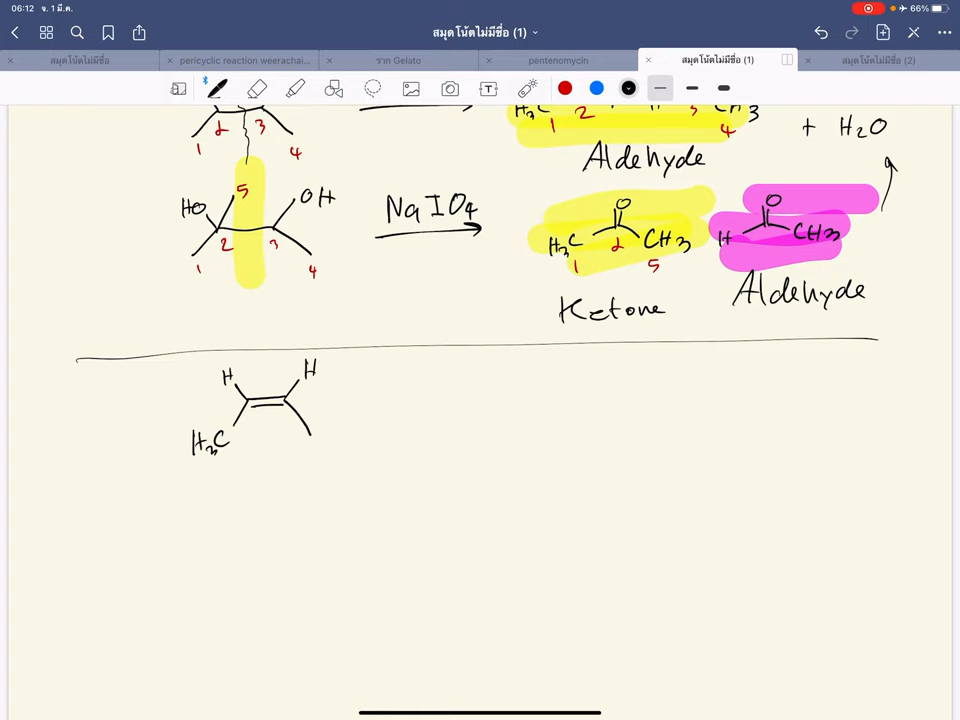 06:12 จ. 1 มี.ค. 66%
สมุดโน้ตไม่มีชื่อ (1)
สมุดโน้ตไม่มีชื่อ pericyclic reaction weerachai... ราก Gelato pentenomycin สมุดโน้ตไม่มีชื่อ (1) สมุดโน้ตไม่มีชื่อ (2)
H3C CH3
1 2 3 4 1 2 3 4
+ H2O
Aldehyde
HO 5 OH NaIO4 O O
H3C CH3 H CH3
1 2 3 4 1 2 5
Ketone Aldehyde
H H
H3C